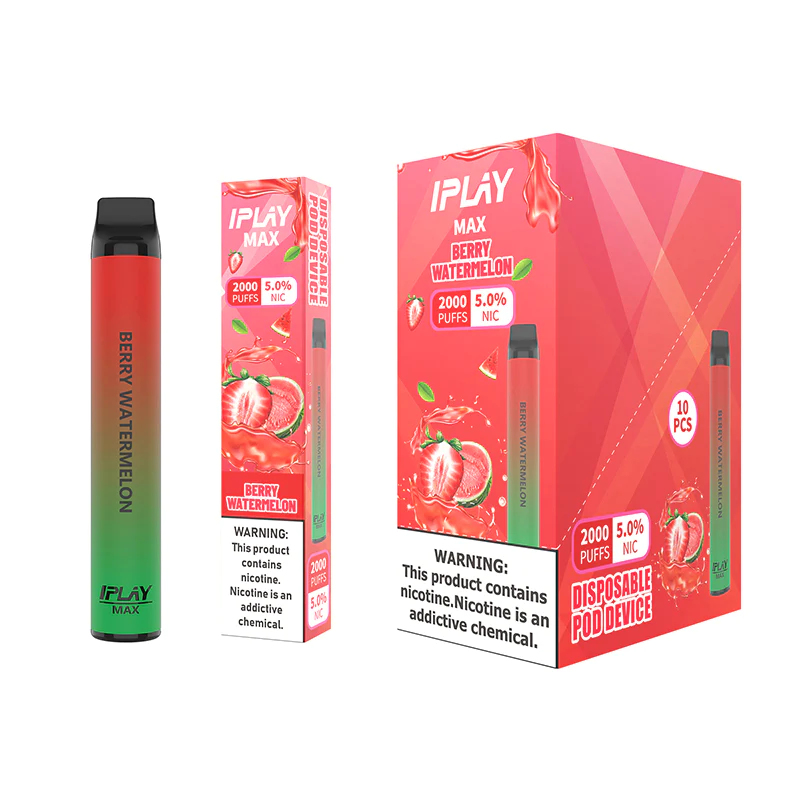 BERRY WATERMELON
IPLAY
MAX
IPLAY
MAX
2000
PUFFS
5.0%
NIC
BERRY
WATERMELON
WARNING:
This product
contains
nicotine.
Nicotine is an
addictive
chemical.
DISPOSABLE
POD DEVICE
BERRY WATERMELON
IPLAY
MAX
2000
PUFFS
5.0%
NIC
IPLAY
MAX
BERRY
WATERMELON
2000
PUFFS
5.0%
NIC
BERRY WATERMELON
WARNING:
This product contains
nicotine.Nicotine is an
addictive chemical.
10
PCS
BERRY WATERMELON
IPLAY
MAX
2000
PUFFS
5.0%
NIC
DISPOSABLE
POD DEVICE